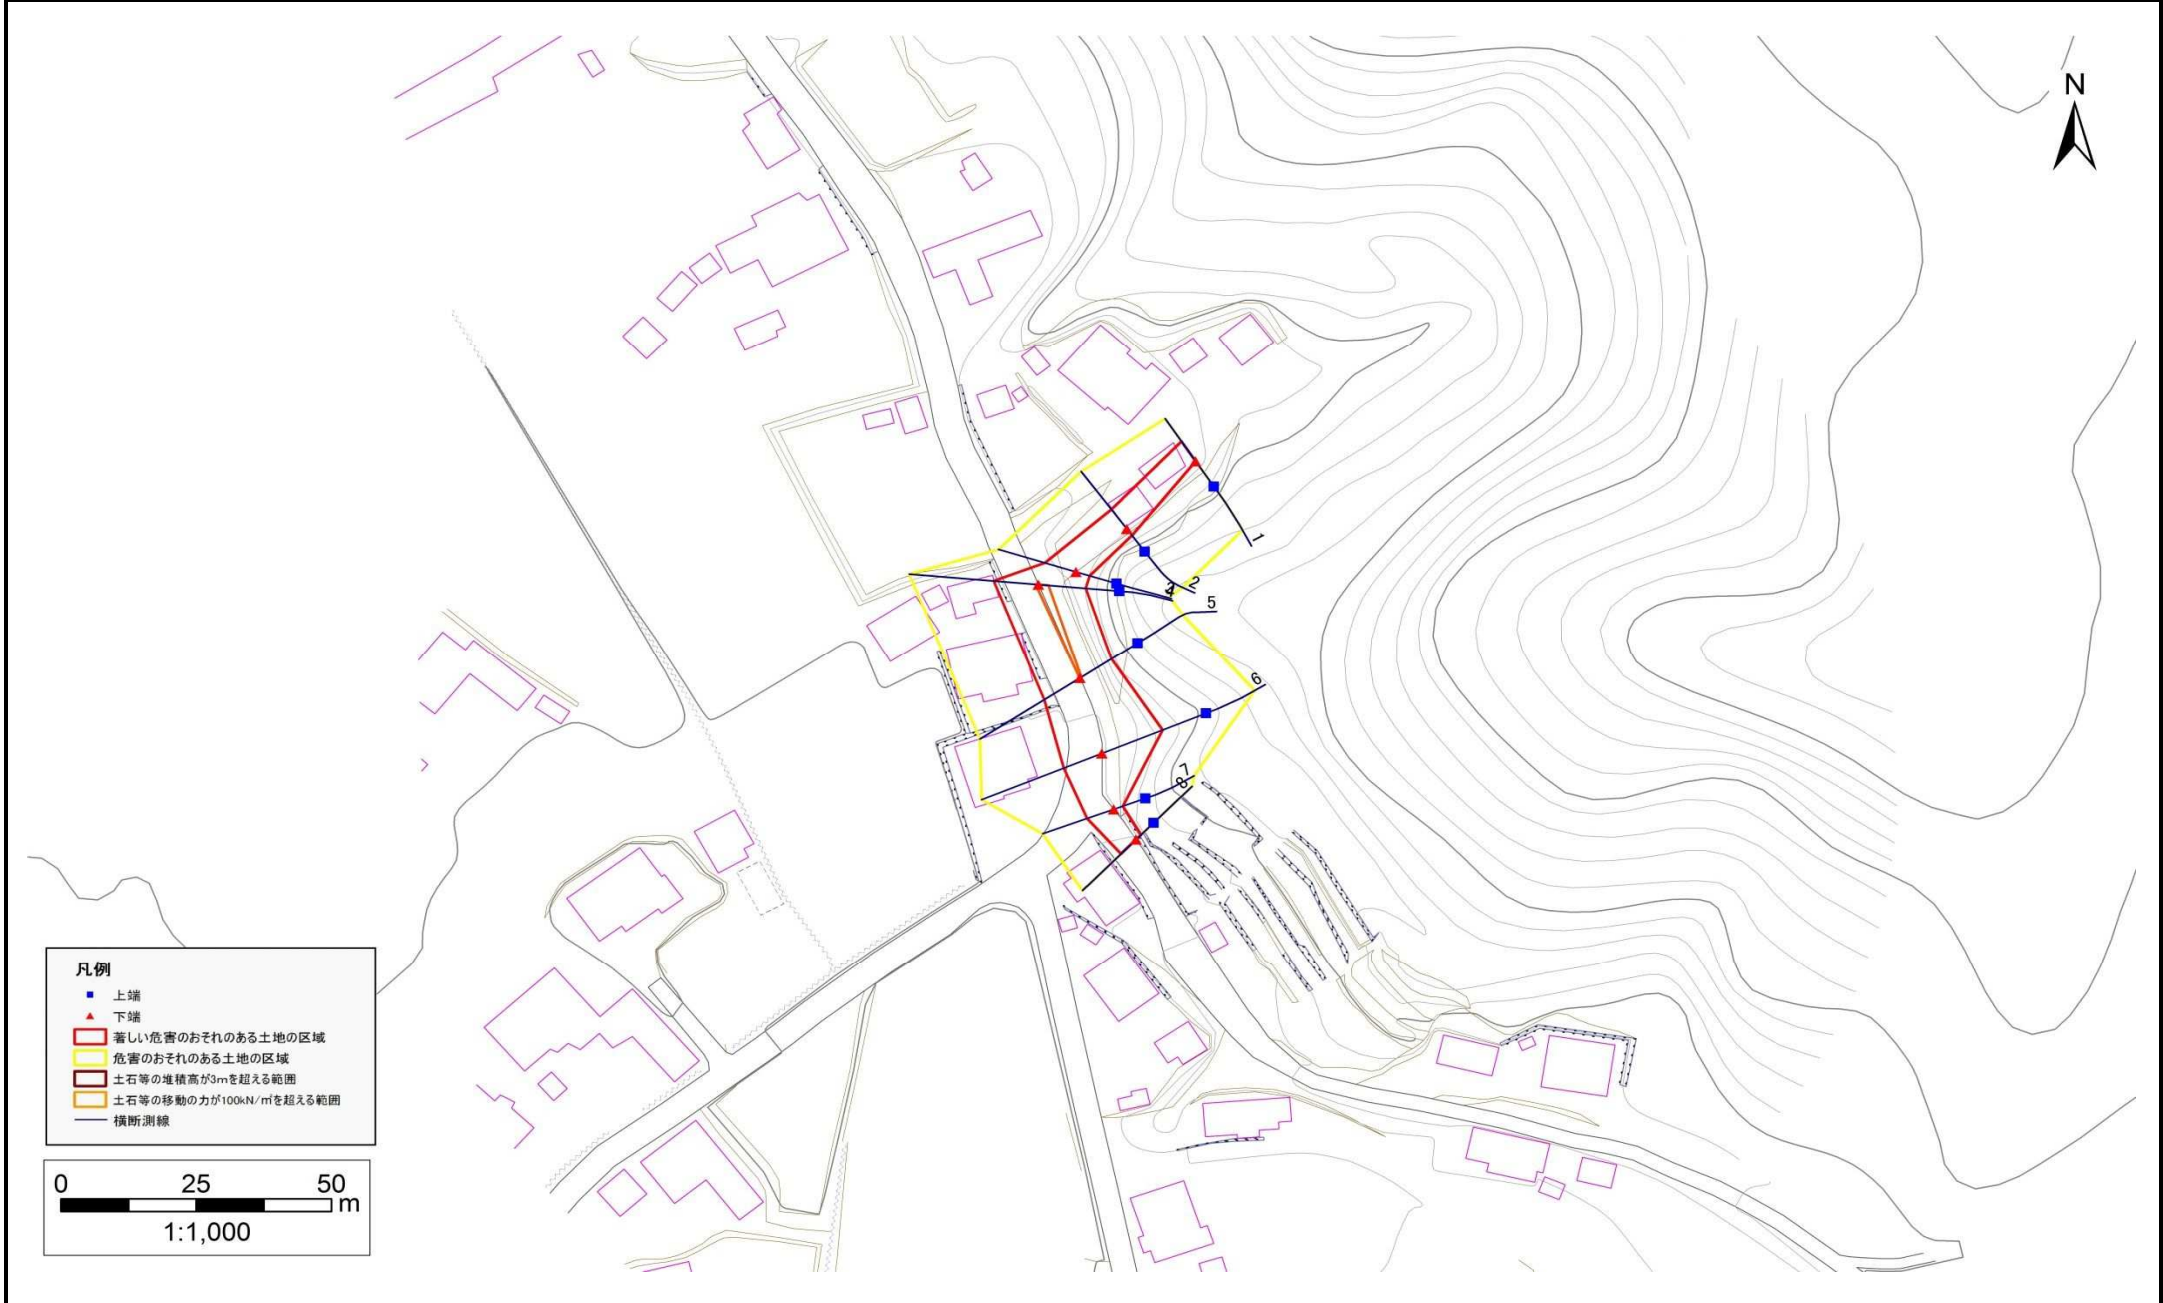 N
1
2
3
4
5
6
7
8
凡例
上端
下端
著しい危害のおそれのある土地の区域
危害のおそれのある土地の区域
土石等の堆積高が3mを超える範囲
土石等の移動の力が100kN/㎡を超える範囲
横断測線
0 25 50 m
1:1,000